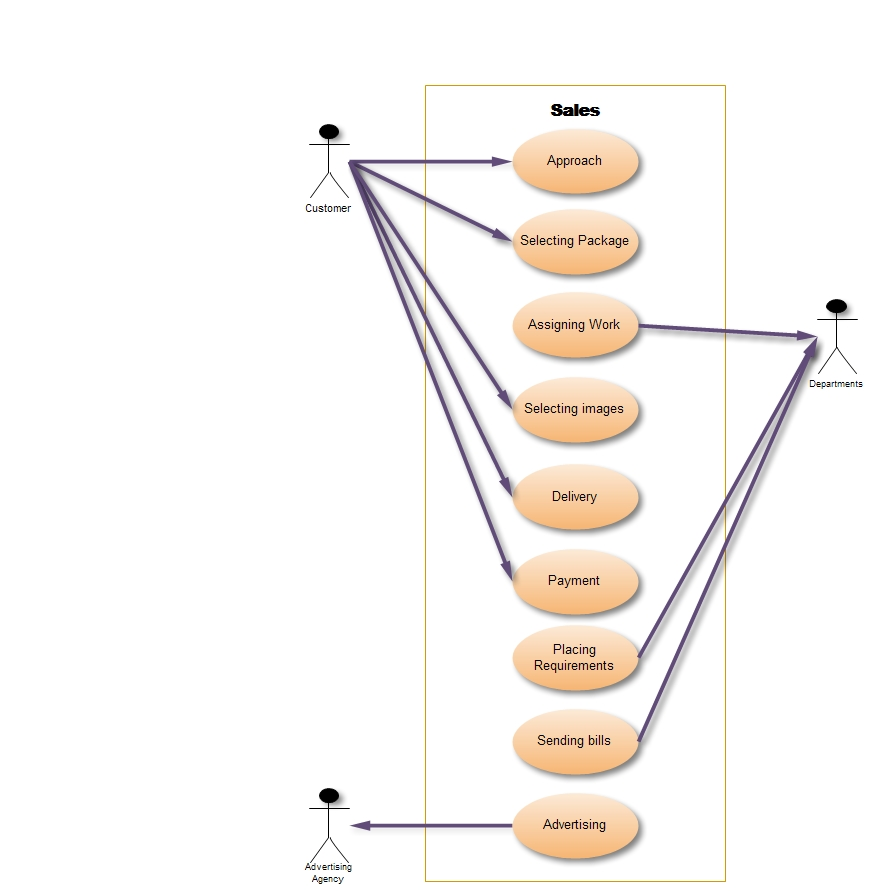 Sales
Approach
Customer
Selecting Package
Assigning Work
Departments
Selecting images
Delivery
Payment
Placing
Requirements
Sending bills
Advertising
Advertising
Agency